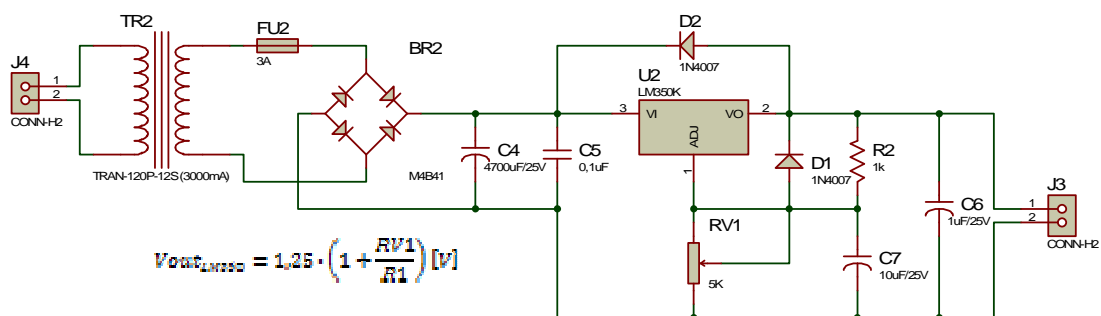 TR2
FU2
3A
BR2
J4
1
2
CONN-H2
TRAN-120P-12S (3000mA)
M4B41
C4
4700uF/25V
C5
0,1uF
D2
1N4007
U2
LM350K
3
VI
VO
2
ADJ
1
D1
1N4007
R2
1k
RV1
5K
C7
10uF/25V
C6
1uF/25V
J3
1
2
CONN-H2
Vout_LM350 = 1,25 · (1 + RV1/R1) [V]